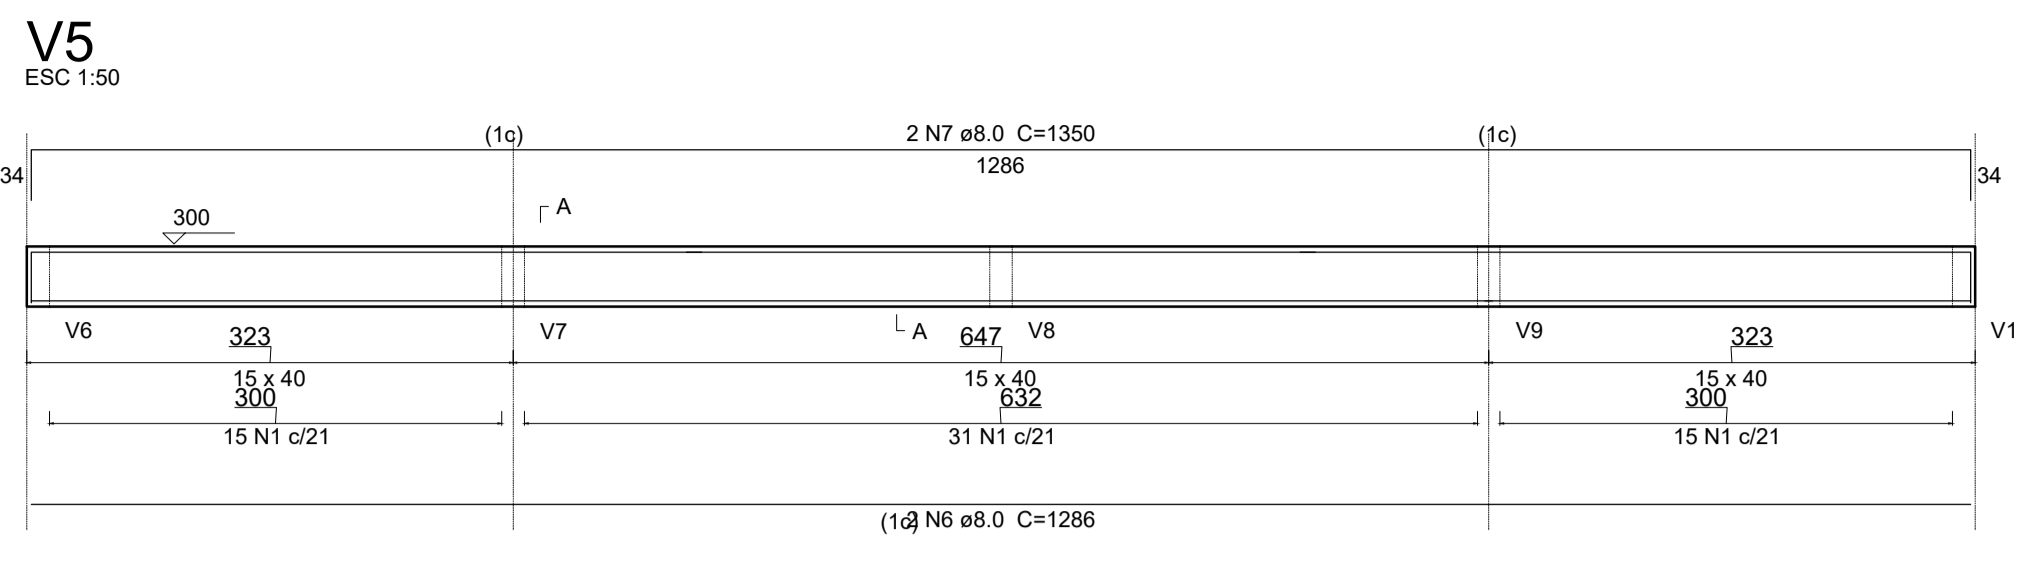 V5
ESC 1:50
(1c)
2 N7 ø8.0  C=1350
(1c)
1286
34
34
A
300
V6
323
V7
A
647
V8
V9
323
V1
15 x 40
15 x 40
15 x 40
300
632
300
15 N1 c/21
31 N1 c/21
15 N1 c/21
(1c)
2 N6 ø8.0  C=1286